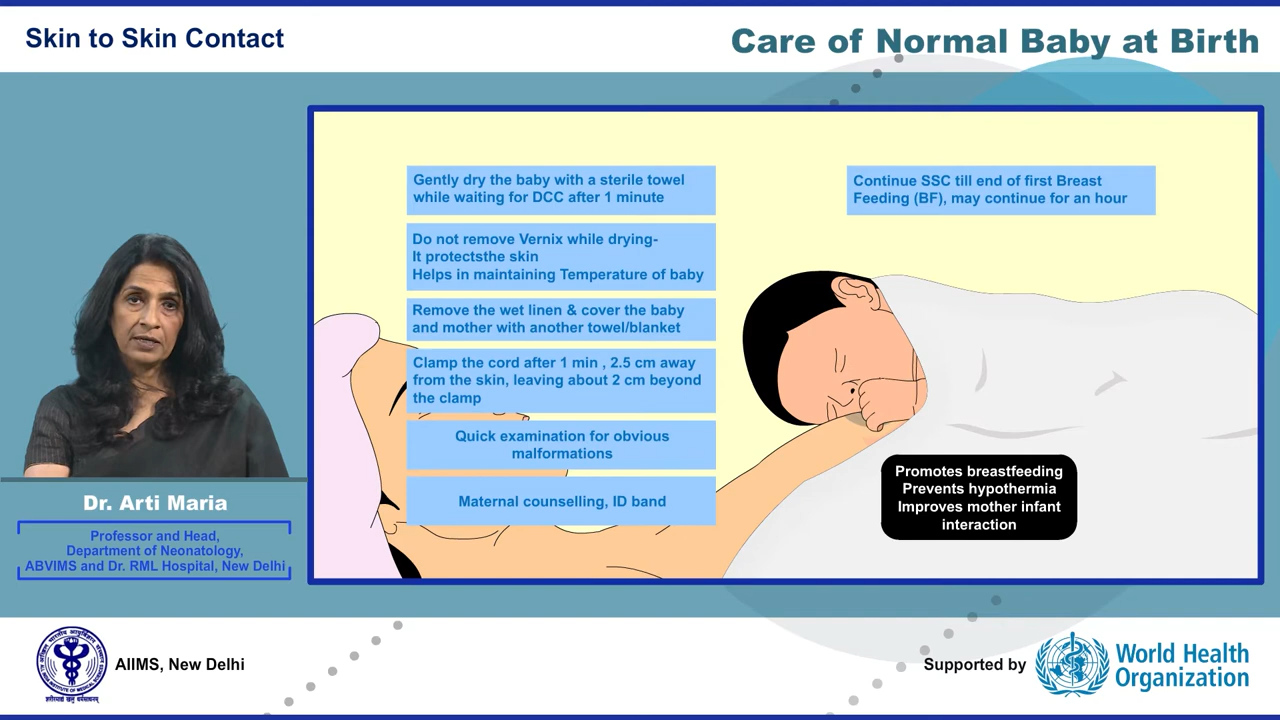 Skin to Skin Contact
Care of Normal Baby at Birth
Gently dry the baby with a sterile towel
while waiting for DCC after 1 minute
Do not remove Vernix while drying-
It protectsthe skin
Helps in maintaining Temperature of baby
Remove the wet linen & cover the baby
and mother with another towel/blanket
Clamp the cord after 1 min , 2.5 cm away
from the skin, leaving about 2 cm beyond
the clamp
Quick examination for obvious
malformations
Maternal counselling, ID band
Continue SSC till end of first Breast
Feeding (BF), may continue for an hour
Promotes breastfeeding
Prevents hypothermia
Improves mother infant
interaction
Dr. Arti Maria
Professor and Head,
Department of Neonatology,
ABVIMS and Dr. RML Hospital, New Delhi
AIIMS, New Delhi
Supported by
World Health
Organization